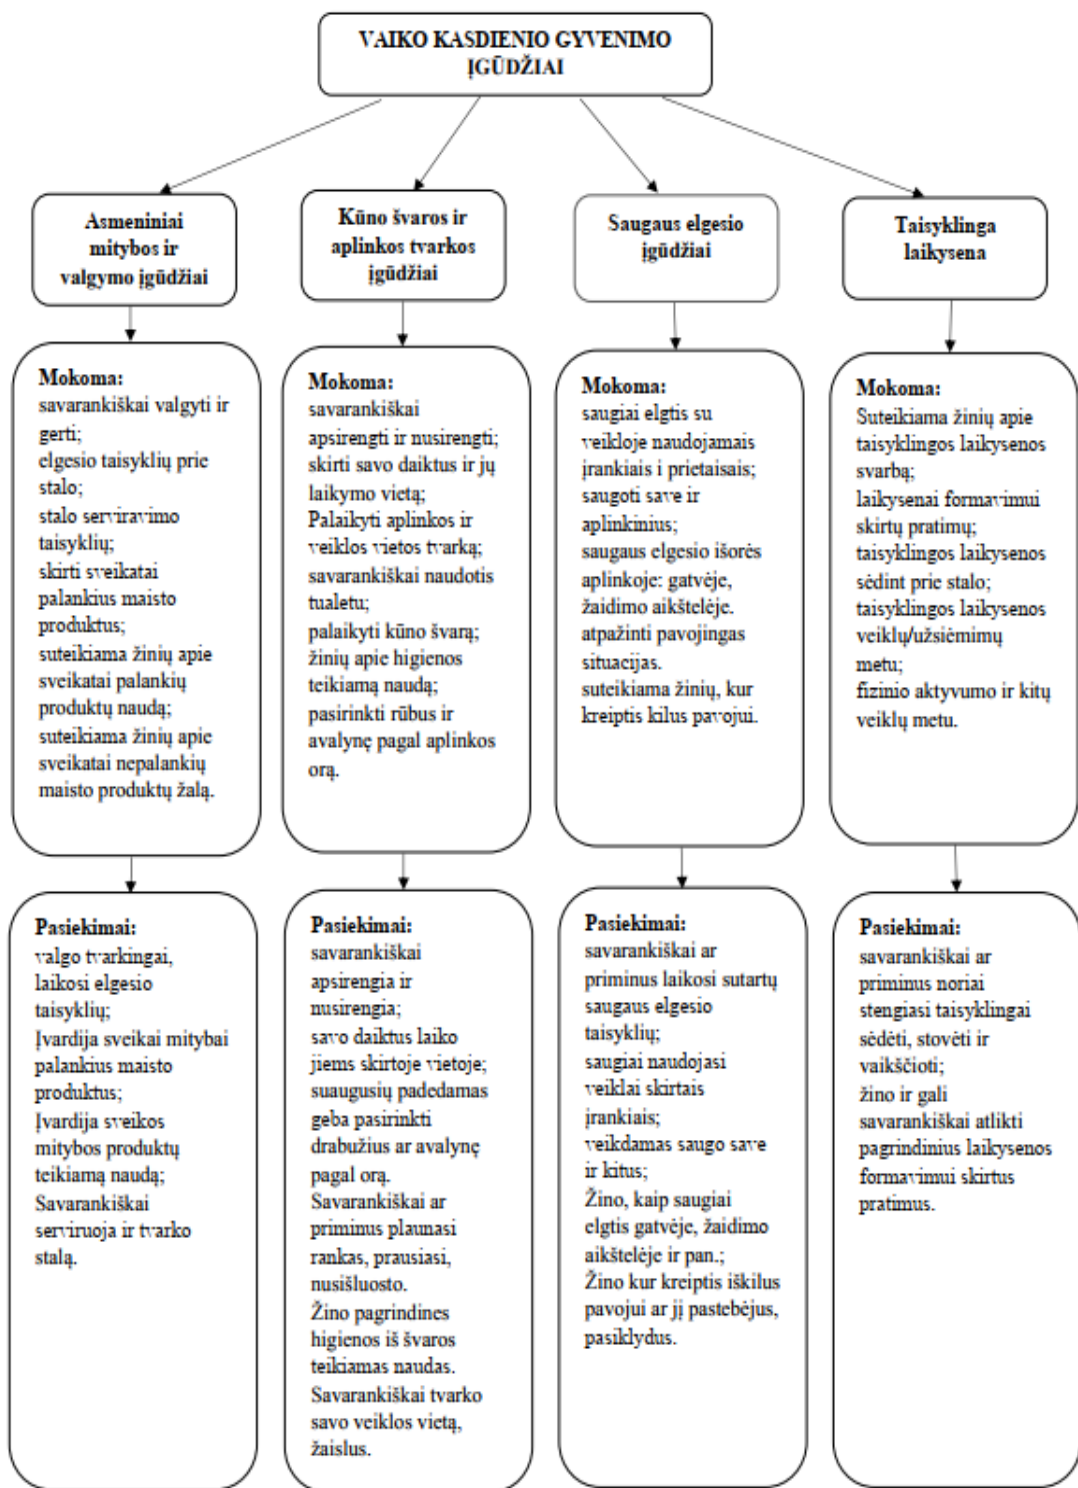 VAIKO KASDIENIO GYVENIMO
ĮGŪDŽIAI
Asmeniniai
mitybos ir
valgymo įgūdžiai
Kūno švaros ir
aplinkos tvarkos
įgūdžiai
Saugaus elgesio
įgūdžiai
Taisyklinga
laikysena
Mokoma:
savarankiškai valgyti ir
gerti;
elgesio taisyklių prie
stalo;
stalo serviravimo
taisyklių;
skirti sveikatai
palankius maisto
produktus;
suteikiama žinių apie
sveikatai palankių
produktų naudą;
suteikiama žinių apie
sveikatai nepalankių
maisto produktų žalą.
Mokoma:
savarankiškai
apsirengti ir nusirengti;
skirti savo daiktus ir jų
laikymo vietą;
Palaikyti aplinkos ir
veiklos vietos tvarką;
savarankiškai naudotis
tualetu;
palaikyti kūno švarą;
žinių apie higienos
teikiamą naudą;
pasirinkti rūbus ir
avalynę pagal aplinkos
orą.
Mokoma:
saugiai elgtis su
veikloje naudojamais
įrankiais i prietaisais;
saugoti save ir
aplinkinius;
saugaus elgesio išorės
aplinkoje: gatvėje,
žaidimo aikštelėje.
atpažinti pavojingas
situacijas.
suteikiama žinių, kur
kreiptis kilus pavojui.
Mokoma:
Suteikiama žinių apie
taisyklingos laikysenos
svarbą;
laikysenai formavimui
skirtų pratimų;
taisyklingos laikysenos
sėdint prie stalo;
taisyklingos laikysenos
veiklų/užsiėmimų
metu;
fizinio aktyvumo ir kitų
veiklų metu.
Pasiekimai:
valgo tvarkingai,
laikosi elgesio
taisyklių;
Įvardija sveikai mitybai
palankius maisto
produktus;
Įvardija sveikos
mitybos produktų
teikiamą naudą;
Savarankiškai
serviruoja ir tvarko
stalą.
Pasiekimai:
savarankiškai
apsirengia ir
nusirengia;
savo daiktus laiko
jiems skirtoje vietoje;
suaugusių padedamas
geba pasirinkti
drabužius ar avalynę
pagal orą.
Savarankiškai ar
priminus plaunasi
rankas, prausiasi,
nusišluosto.
Žino pagrindines
higienos iš švaros
teikiamas naudas.
Savarankiškai tvarko
savo veiklos vietą,
žaislus.
Pasiekimai:
savarankiškai ar
priminus laikosi sutartų
saugaus elgesio
taisyklių;
saugiai naudojasi
veiklai skirtais
įrankiais;
veikdamas saugo save
ir kitus;
Žino, kaip saugiai
elgtis gatvėje, žaidimo
aikštelėje ir pan.;
Žino kur kreiptis iškilus
pavojui ar jį pastebėjus,
pasiklydus.
Pasiekimai:
savarankiškai ar
priminus noriai
stengiasi taisyklingai
sėdėti, stovėti ir
vaikščioti;
žino ir gali
savarankiškai atlikti
pagrindinius laikysenos
formavimui skirtus
pratimus.